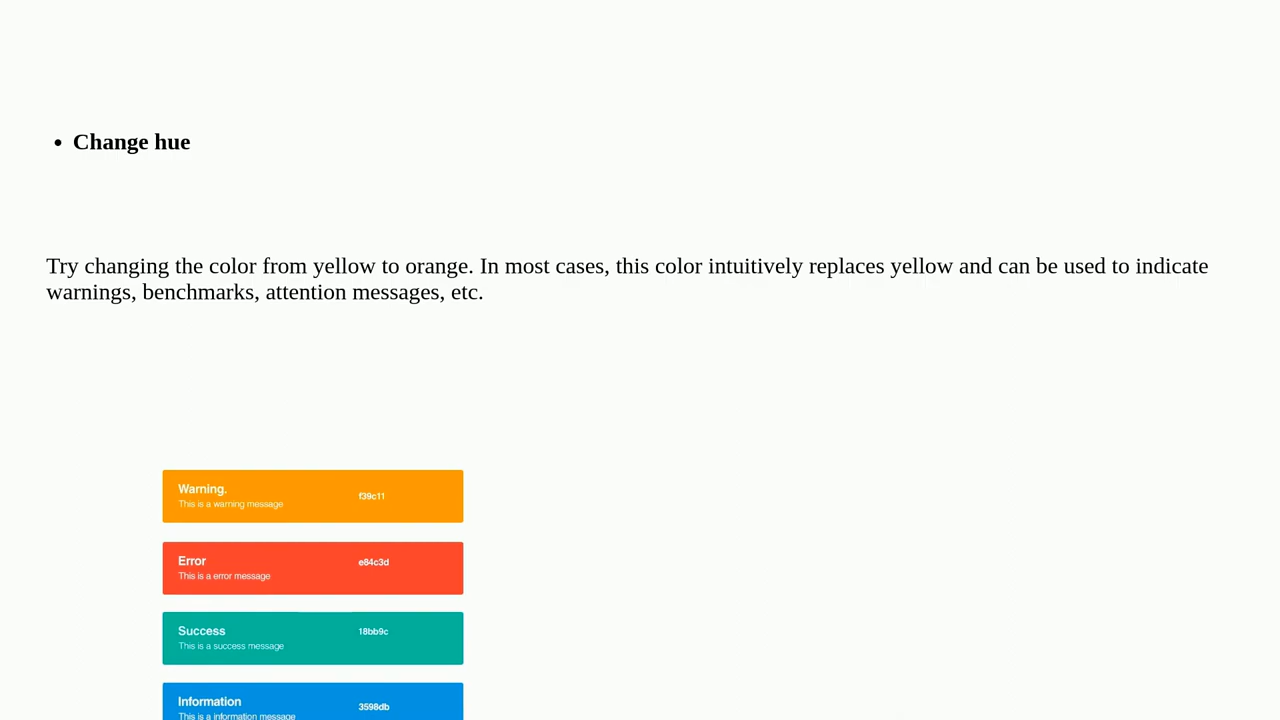 • Change hue
Try changing the color from yellow to orange. In most cases, this color intuitively replaces yellow and can be used to indicate
warnings, benchmarks, attention messages, etc.
Warning.
This is a warning message
f39c11
Error
This is a error message
e64c3d
Success
This is a success message
18bb9c
Information
This is a information message
3598db